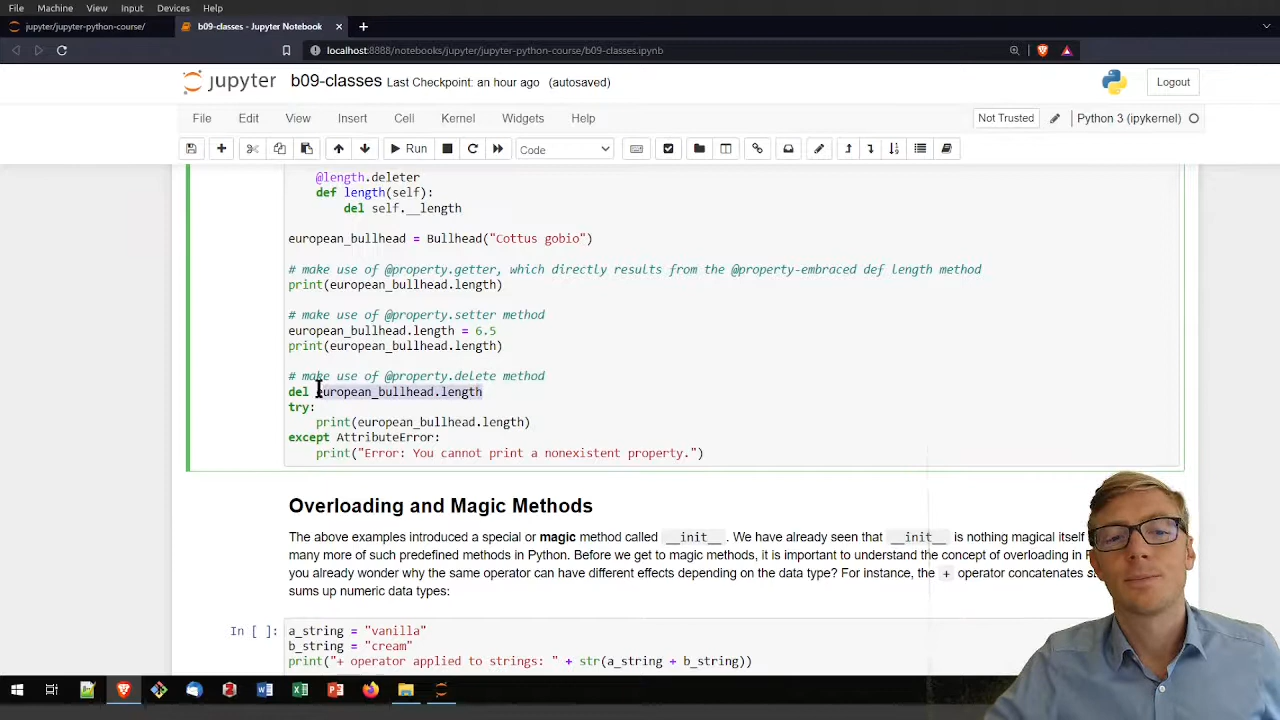 File Machine View Input Devices Help
jupyter/jupyter-python-course/
b09-classes - Jupyter Notebook
localhost:8888/notebooks/jupyter/jupyter-python-course/b09-classes.ipynb
jupyter b09-classes Last Checkpoint: an hour ago (autosaved)
Logout
File Edit View Insert Cell Kernel Widgets Help
Not Trusted Python 3 (ipykernel)
Run Code
@length.deleter
def length(self):
del self.__length
european_bullhead = Bullhead("Cottus gobio")
# make use of @property.getter, which directly results from the @property-embraced def length method
print(european_bullhead.length)
# make use of @property.setter method
european_bullhead.length = 6.5
print(european_bullhead.length)
# make use of @property.delete method
del european_bullhead.length
try:
print(european_bullhead.length)
except AttributeError:
print("Error: You cannot print a nonexistent property.")
Overloading and Magic Methods
The above examples introduced a special or magic method called __init__. We have already seen that __init__ is nothing magical itself
many more of such predefined methods in Python. Before we get to magic methods, it is important to understand the concept of overloading in
you already wonder why the same operator can have different effects depending on the data type? For instance, the + operator concatenates
sums up numeric data types:
In [ ]:
a_string = "vanilla"
b_string = "cream"
print("+ operator applied to strings: " + str(a_string + b_string))